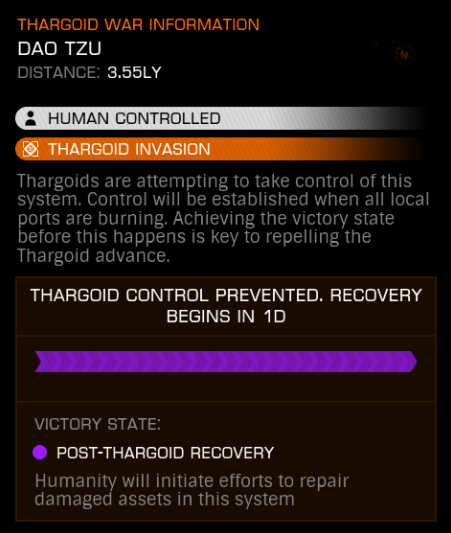 THARGOID WAR INFORMATION
DAO TZU
DISTANCE: 3.55LY
HUMAN CONTROLLED
THARGOID INVASION
Thargoids are attempting to take control of this
system. Control will be established when all local
ports are burning. Achieving the victory state
before this happens is key to repelling the
Thargoid advance.
THARGOID CONTROL PREVENTED. RECOVERY
BEGINS IN 1D
VICTORY STATE:
POST-THARGOID RECOVERY
Humanity will initiate efforts to repair
damaged assets in this system